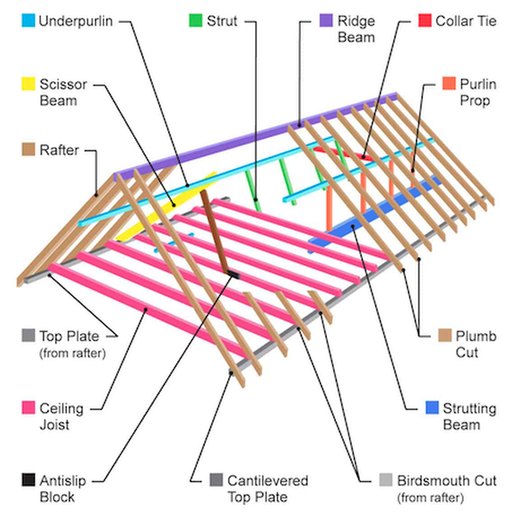 Underpurlin
Strut
Ridge
Beam
Collar Tie
Scissor
Beam
Purlin
Prop
Rafter
Top Plate
(from rafter)
Plumb
Cut
Ceiling
Joist
Strutting
Beam
Antislip
Block
Cantilevered
Top Plate
Birdsmouth Cut
(from rafter)